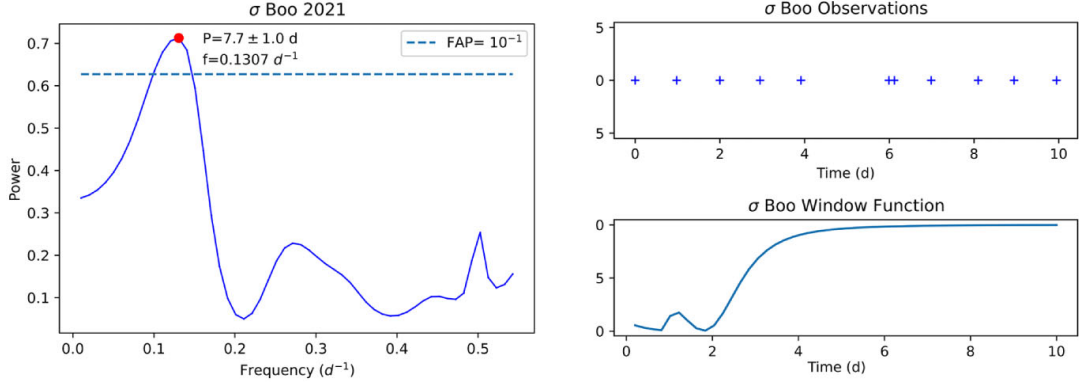 σ Boo 2021
P=7.7 ± 1.0 d
f=0.1307 d⁻¹
FAP= 10⁻¹
0.7
0.6
0.5
0.4
0.3
0.2
0.1
Power
0.0 0.1 0.2 0.3 0.4 0.5
Frequency (d⁻¹)
σ Boo Observations
5
0
5
0 2 4 6 8 10
Time (d)
σ Boo Window Function
0
5
0
0 2 4 6 8 10
Time (d)